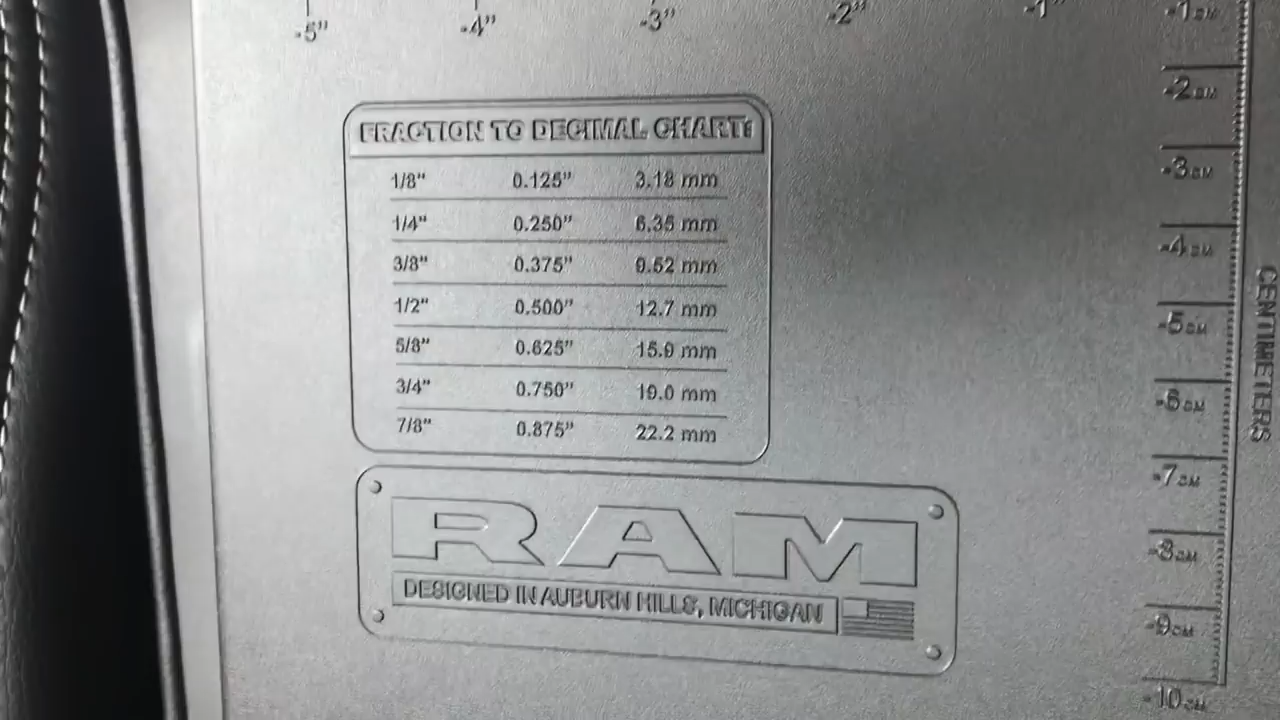 -5" -4" -3" -2" -1"
FRACTION TO DECIMAL CHART:
1/8" 0.125" 3.18 mm
1/4" 0.250" 6.35 mm
3/8" 0.375" 9.52 mm
1/2" 0.500" 12.7 mm
5/8" 0.625" 15.9 mm
3/4" 0.750" 19.0 mm
7/8" 0.875" 22.2 mm
RAM
DESIGNED IN AUBURN HILLS, MICHIGAN
-1CM
-2CM
-3CM
-4CM
-5CM
-6CM
-7CM
-8CM
-9CM
-10CM
CENTIMETERS